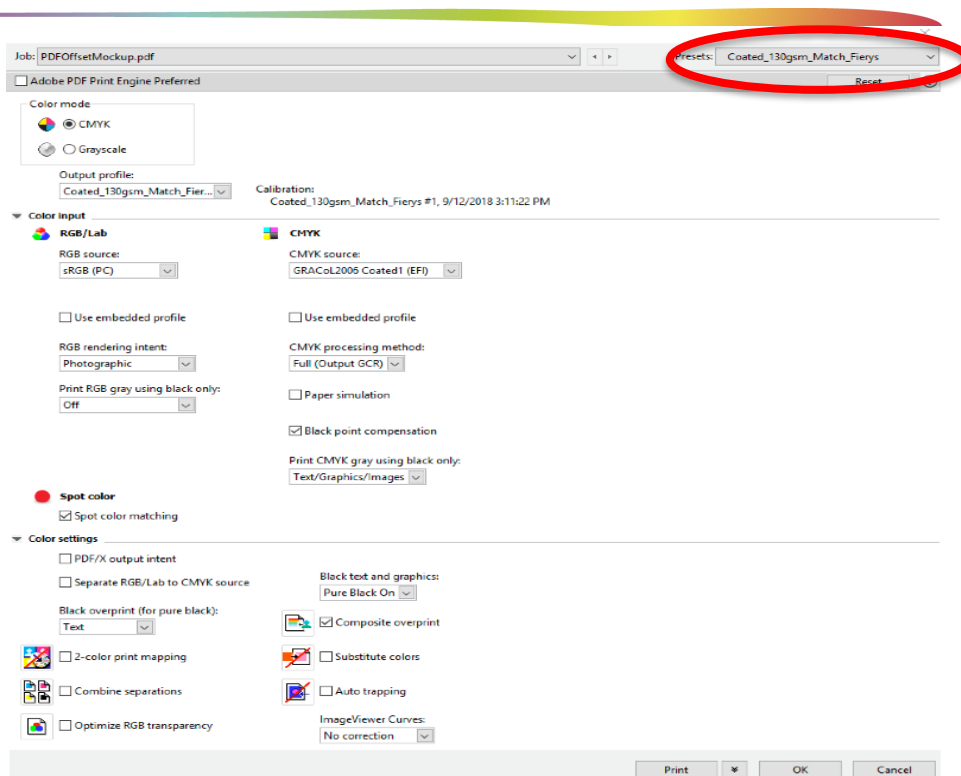 Job: PDFOffsetMockup.pdf Presets: Coated_130gsm_Match_Fierys
Adobe PDF Print Engine Preferred Reset
Color mode
CMYK
Grayscale
Output profile:
Coated_130gsm_Match_Fier...
Calibration:
Coated_130gsm_Match_Fierys #1, 9/12/2018 3:11:22 PM
Color input
RGB/Lab
RGB source:
sRGB (PC)
Use embedded profile
RGB rendering intent:
Photographic
Print RGB gray using black only:
Off
CMYK
CMYK source:
GRACoL2006 Coated1 (EFI)
Use embedded profile
CMYK processing method:
Full (Output GCR)
Paper simulation
Black point compensation
Print CMYK gray using black only:
Text/Graphics/Images
Spot color
Spot color matching
Color settings
PDF/X output intent
Separate RGB/Lab to CMYK source
Black overprint (for pure black):
Text
Black text and graphics:
Pure Black On
Composite overprint
2-color print mapping
Substitute colors
Combine separations
Auto trapping
Optimize RGB transparency
ImageViewer Curves:
No correction
Print OK Cancel